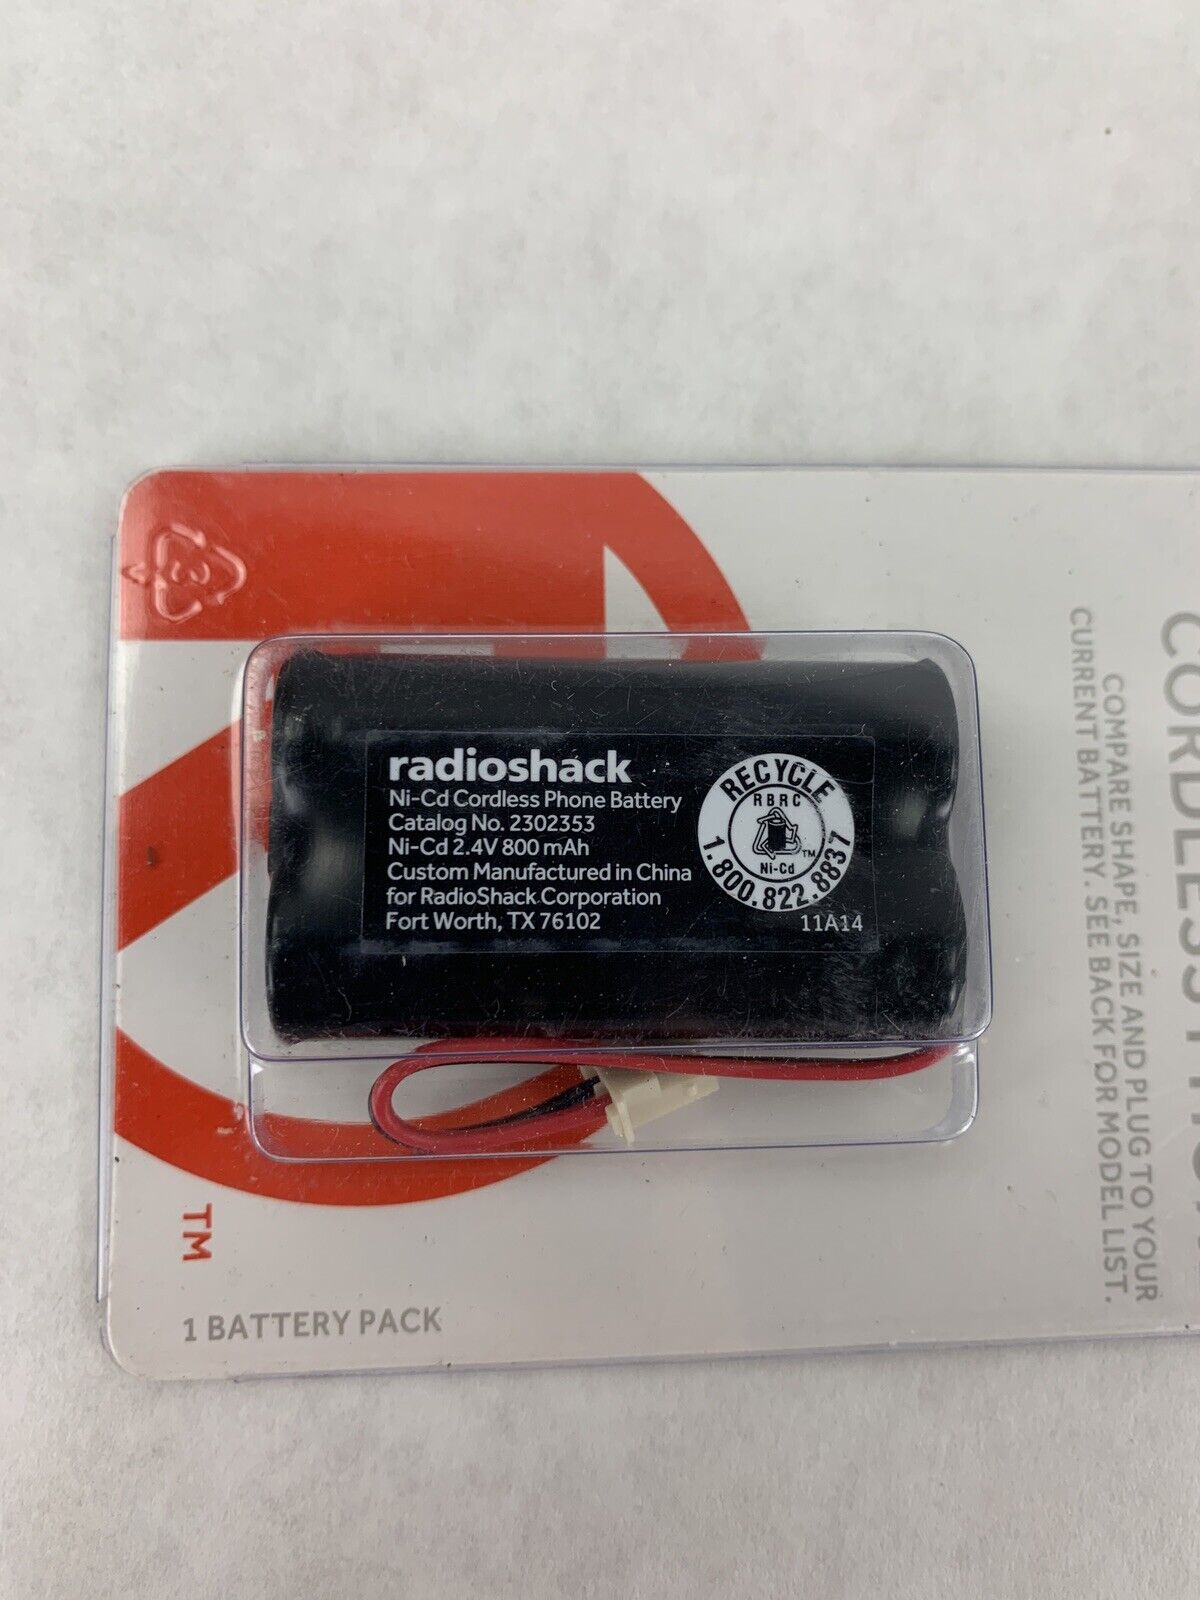 radioshack
Ni-Cd Cordless Phone Battery
Catalog No. 2302353
Ni-Cd 2.4V 800 mAh
Custom Manufactured in China
for RadioShack Corporation
Fort Worth, TX 76102
RECYCLE
RBRC
TM
Ni-Cd
1.800.822.8837
11A14
3
TM
1 BATTERY PACK
CORDLESS
COMPARE SHAPE, SIZE AND PLUG TO YOUR
CURRENT BATTERY. SEE BACK FOR MODEL LIST.